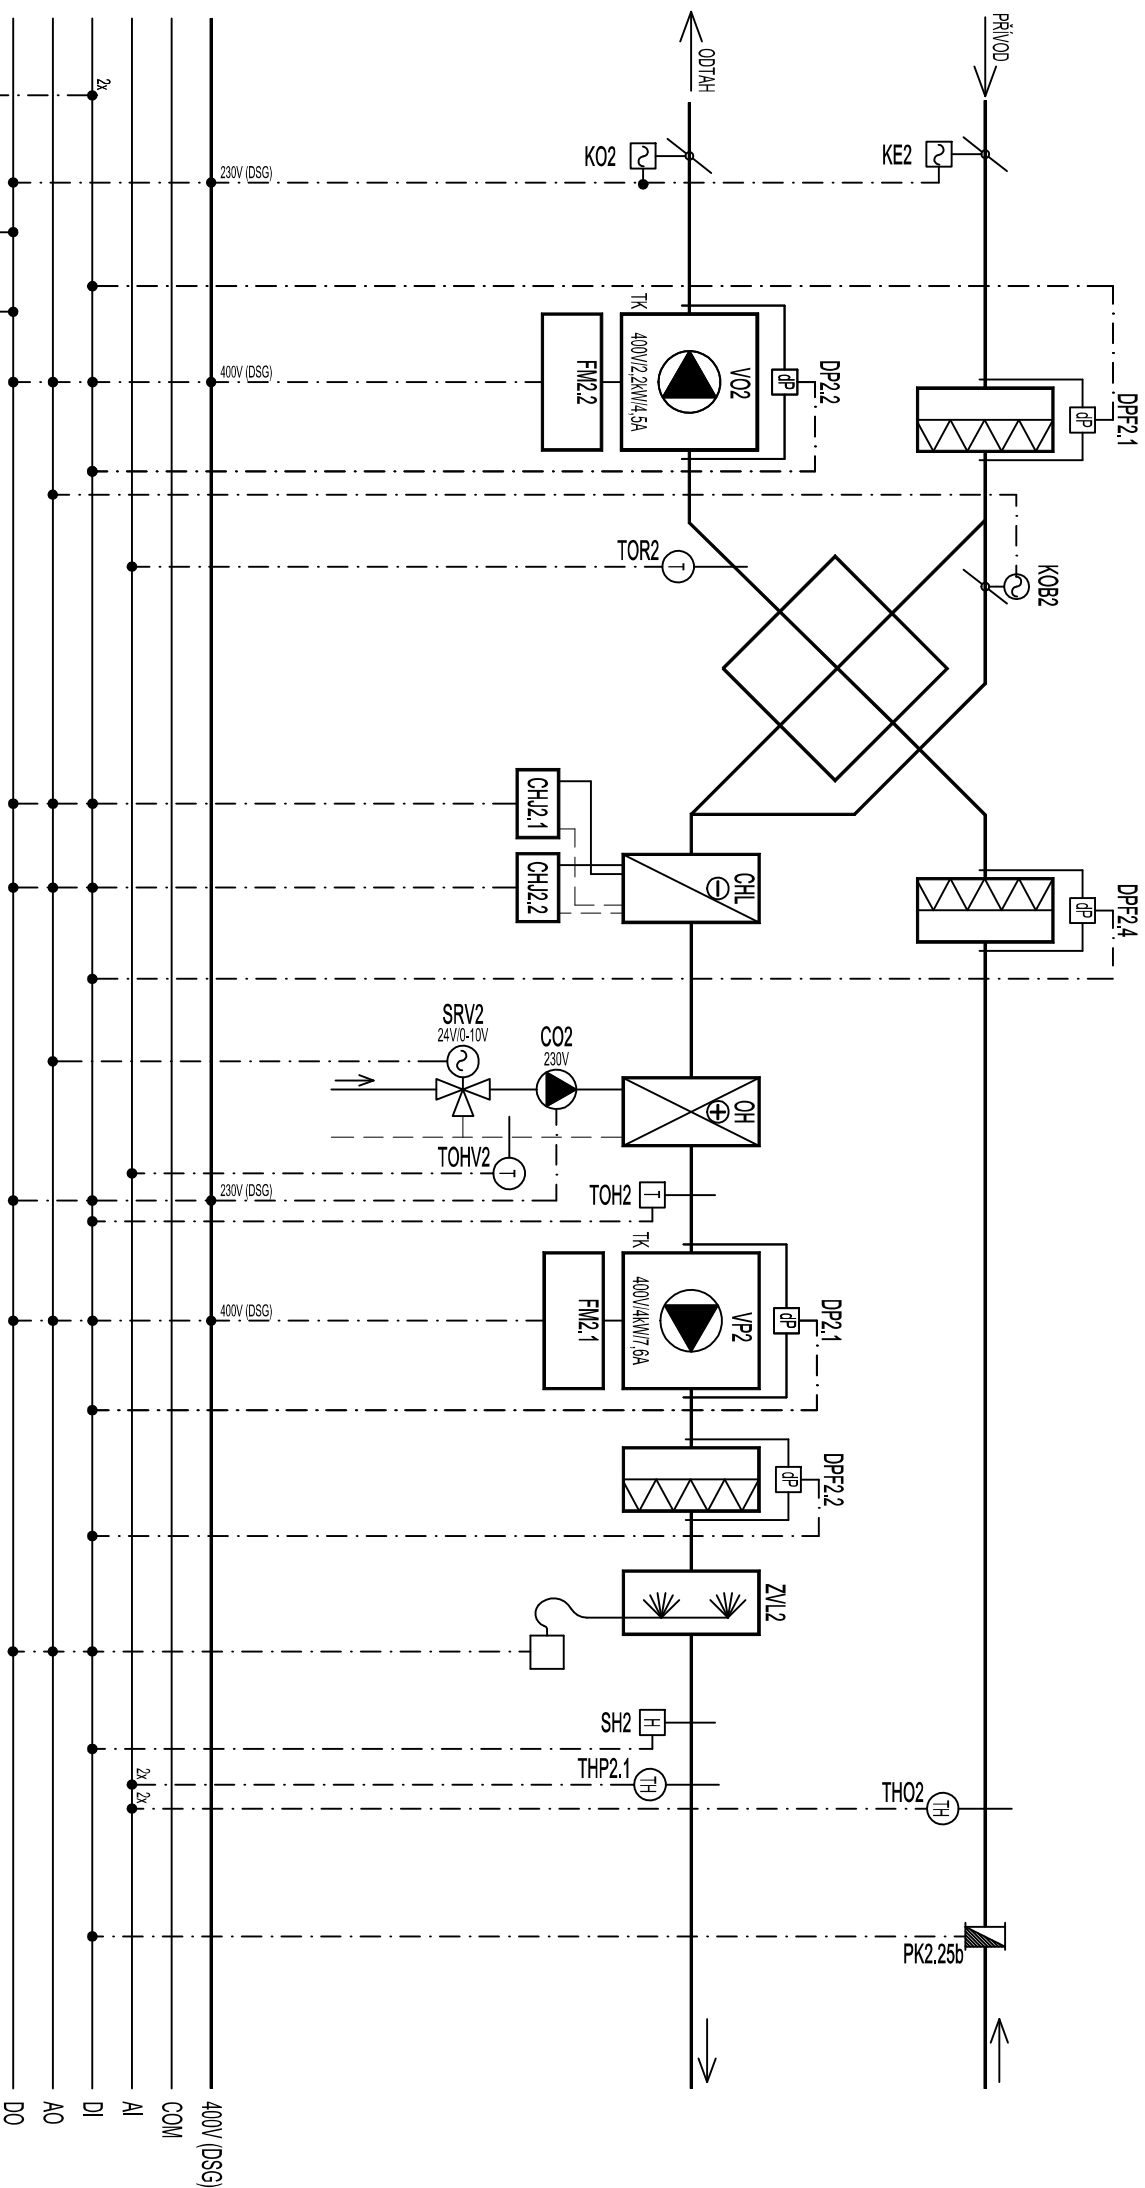 PŘÍVOD
ODTAH
KE2
KO2
2x
230V (DSG)
DPF2.1
dP
DP2.2
dP
TK
VO2
400V/2,2kW/4,5A
FM2.2
400V (DSG)
KOB2
TOR2
T
DPF2.4
dP
CHJ2.1
CHJ2.2
CHL
SRV2
24V/0-10V
CO2
230V
OH
TOHV2
T
230V (DSG)
TOH2
T
TK
VP2
400V/4kW/7,6A
FM2.1
400V (DSG)
DP2.1
dP
DPF2.2
dP
ZVL2
SH2
H
THP2.1
TH
2x
2x
THO2
TH
PK2.25b
400V (DSG)
COM
AI
DI
AO
DO